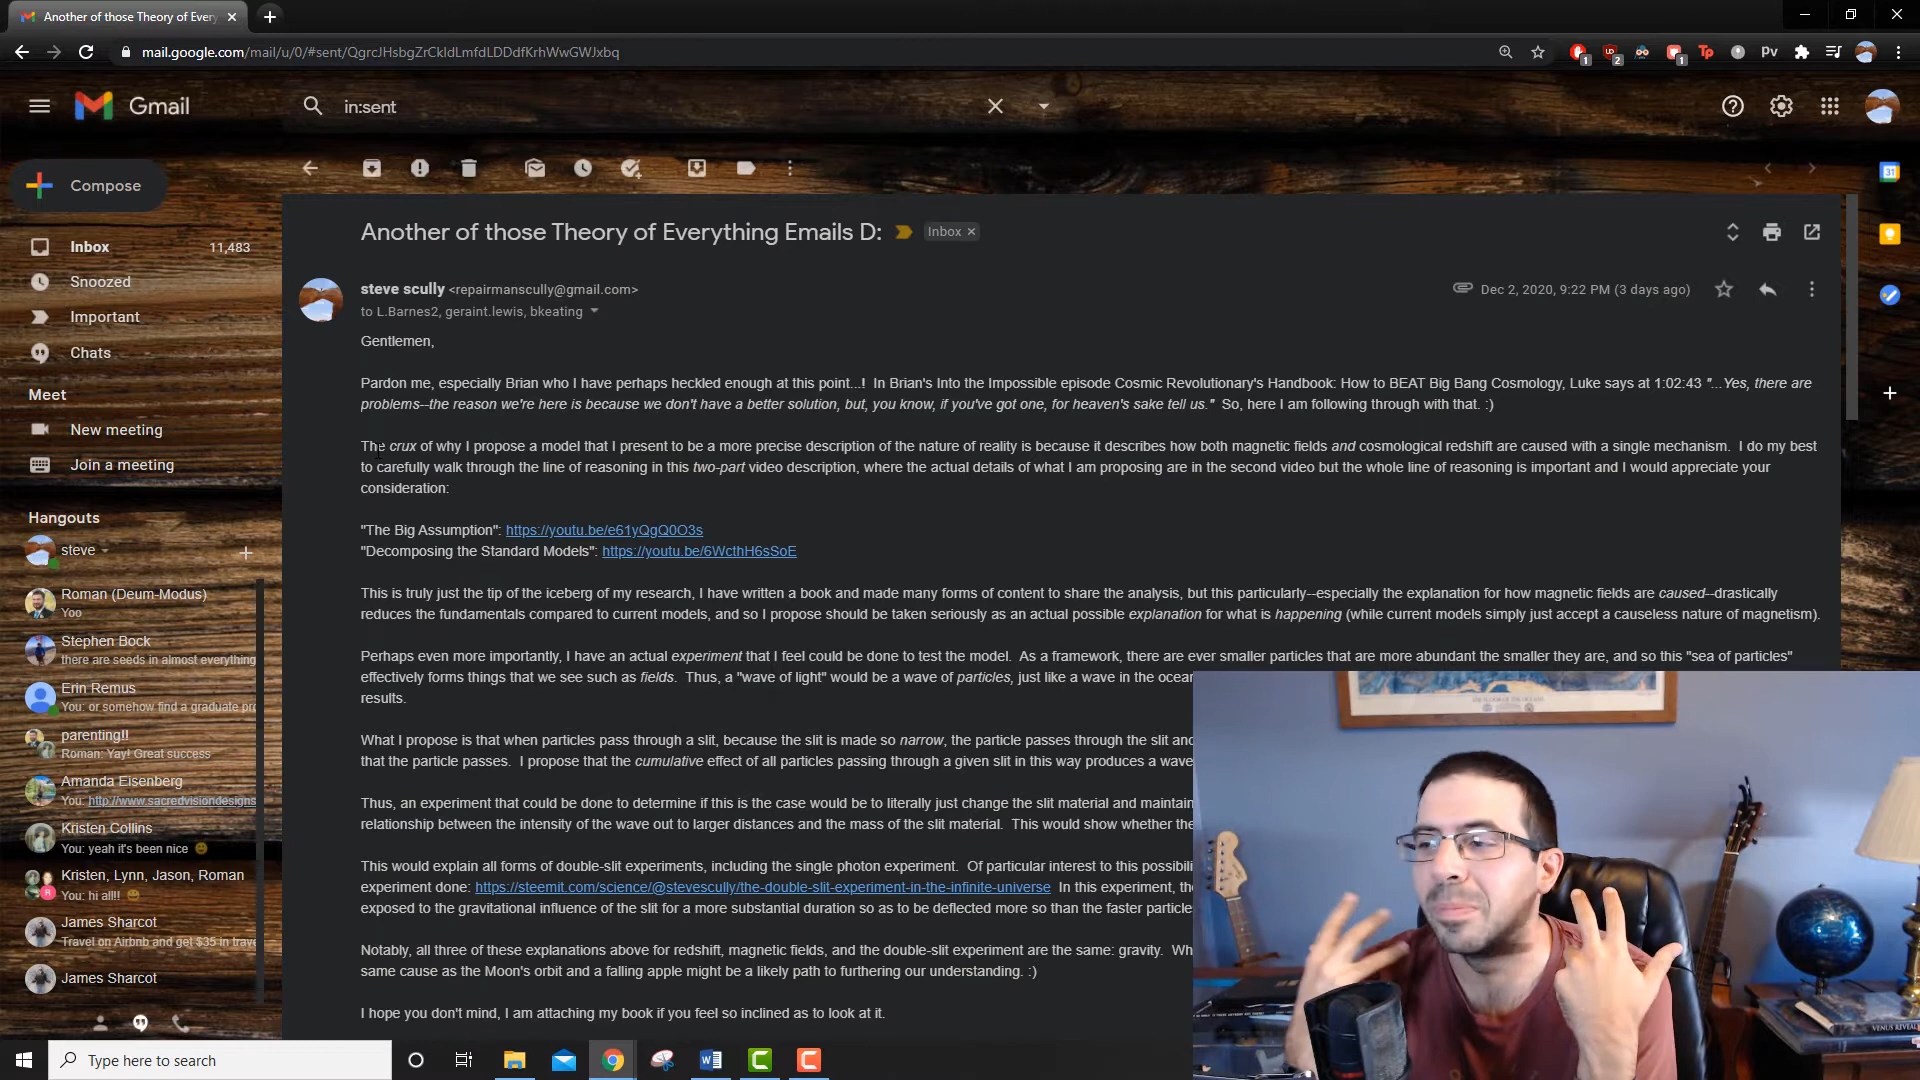 Another of those Theory of Every
mail.google.com/mail/u/0/#sent/QgrcJHsbgZrCkldLmfdLDDdfKrhWwGWJxbq
1
2
1
Tp
Pv
Gmail
in:sent
Compose
31
Another of those Theory of Everything Emails D:
Inbox
Inbox 11,483
Snoozed
Important
Chats
Meet
New meeting
Join a meeting
Hangouts
steve
Roman (Deum-Modus)
Yoo
Stephen Bock
there are seeds in almost everything
Erin Remus
You: or somehow find a graduate pro
parenting!!
Roman: Yay! Great success
Amanda Eisenberg
You: http://www.sacredvisiondesigns
Kristen Collins
You: yeah it's been nice
Kristen, Lynn, Jason, Roman
You: hi all!!
R
James Sharcot
Travel on Airbnb and get $35 in trave
James Sharcot
steve scully <repairmanscully@gmail.com>
Dec 2, 2020, 9:22 PM (3 days ago)
to L.Barnes2, geraint.lewis, bkeating
Gentlemen,
Pardon me, especially Brian who I have perhaps heckled enough at this point...! In Brian's Into the Impossible episode Cosmic Revolutionary's Handbook: How to BEAT Big Bang Cosmology, Luke says at 1:02:43 "...Yes, there are
problems--the reason we're here is because we don't have a better solution, but, you know, if you've got one, for heaven's sake tell us." So, here I am following through with that. :)
The crux of why I propose a model that I present to be a more precise description of the nature of reality is because it describes how both magnetic fields and cosmological redshift are caused with a single mechanism. I do my best
to carefully walk through the line of reasoning in this two-part video description, where the actual details of what I am proposing are in the second video but the whole line of reasoning is important and I would appreciate your
consideration:
"The Big Assumption": https://youtu.be/e61yQgQ0O3s
"Decomposing the Standard Models": https://youtu.be/6WcthH6sSoE
This is truly just the tip of the iceberg of my research, I have written a book and made many forms of content to share the analysis, but this particularly--especially the explanation for how magnetic fields are caused--drastically
reduces the fundamentals compared to current models, and so I propose should be taken seriously as an actual possible explanation for what is happening (while current models simply just accept a causeless nature of magnetism).
Perhaps even more importantly, I have an actual experiment that I feel could be done to test the model. As a framework, there are ever smaller particles that are more abundant the smaller they are, and so this "sea of particles"
effectively forms things that we see such as fields. Thus, a "wave of light" would be a wave of particles, just like a wave in the ocean
results.
What I propose is that when particles pass through a slit, because the slit is made so narrow, the particle passes through the slit and
that the particle passes. I propose that the cumulative effect of all particles passing through a given slit in this way produces a wave
Thus, an experiment that could be done to determine if this is the case would be to literally just change the slit material and maintain
relationship between the intensity of the wave out to larger distances and the mass of the slit material. This would show whether the
This would explain all forms of double-slit experiments, including the single photon experiment. Of particular interest to this possibili
experiment done: https://steemit.com/science/@stevescully/the-double-slit-experiment-in-the-infinite-universe In this experiment, the
exposed to the gravitational influence of the slit for a more substantial duration so as to be deflected more so than the faster particle
Notably, all three of these explanations above for redshift, magnetic fields, and the double-slit experiment are the same: gravity. Wh
same cause as the Moon's orbit and a falling apple might be a likely path to furthering our understanding. :)
I hope you don't mind, I am attaching my book if you feel so inclined as to look at it.
VENUS REVEAL
Type here to search